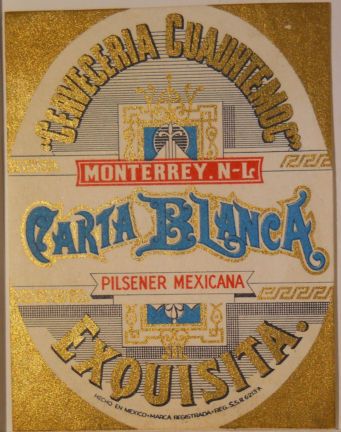 "CERVECERIA CUAUHTEMOC"
MONTERREY. N-L.
CARTA BLANCA
PILSENER MEXICANA
EXQUISITA.
HECHO EN MEXICO•MARCA REGISTRADA•REG. S.S.A.